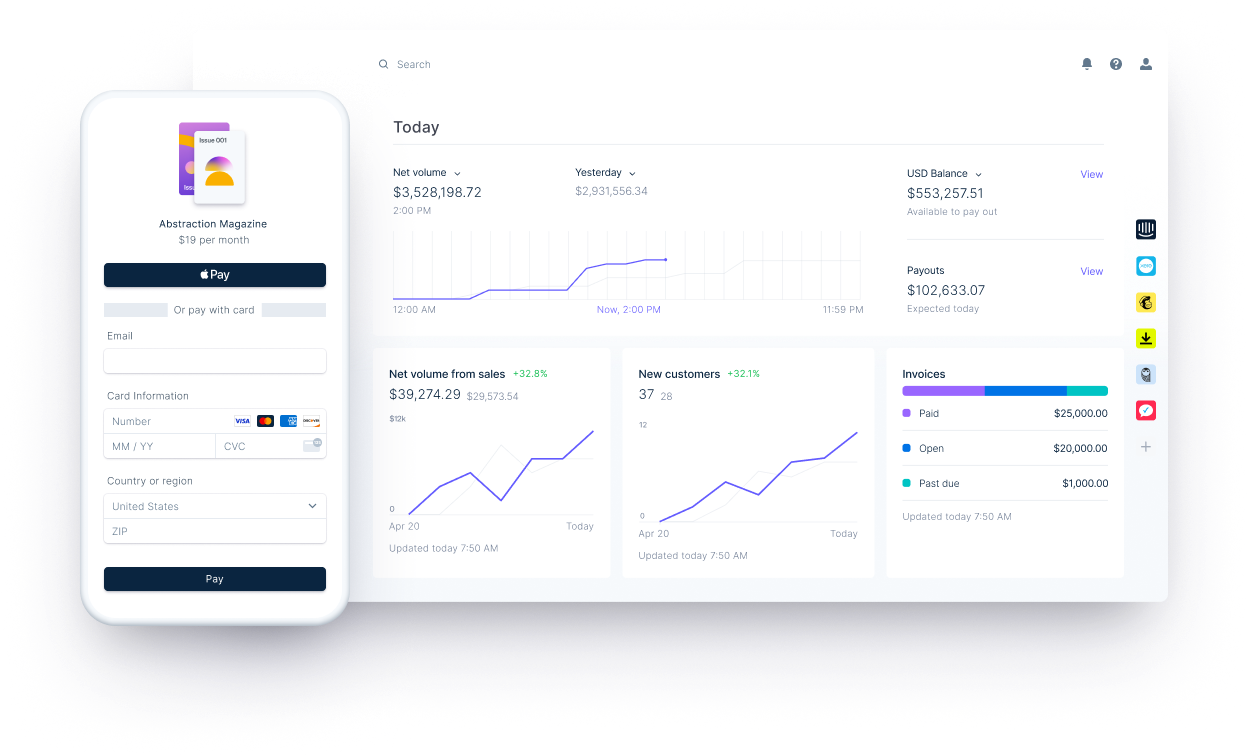 Issue 001
Issu
Abstraction Magazine
$19 per month
Pay
Or pay with card
Email
Card Information
Number
VISA
DISCOVER
MM / YY
CVC
Country or region
United States
ZIP
Pay
Search
Today
Net volume
$3,528,198.72
2:00 PM
Yesterday
$2,931,556.34
12:00 AM
Now, 2:00 PM
11:59 PM
USD Balance
View
$553,257.51
Available to pay out
Payouts
View
$102,633.07
Expected today
Net volume from sales +32.8%
$39,274.29 $29,573.54
$12k
0
Apr 20
Today
Updated today 7:50 AM
New customers +32.1%
37 28
12
0
Apr 20
Today
Updated today 7:50 AM
Invoices
Paid $25,000.00
Open $20,000.00
Past due $1,000.00
Updated today 7:50 AM
xero